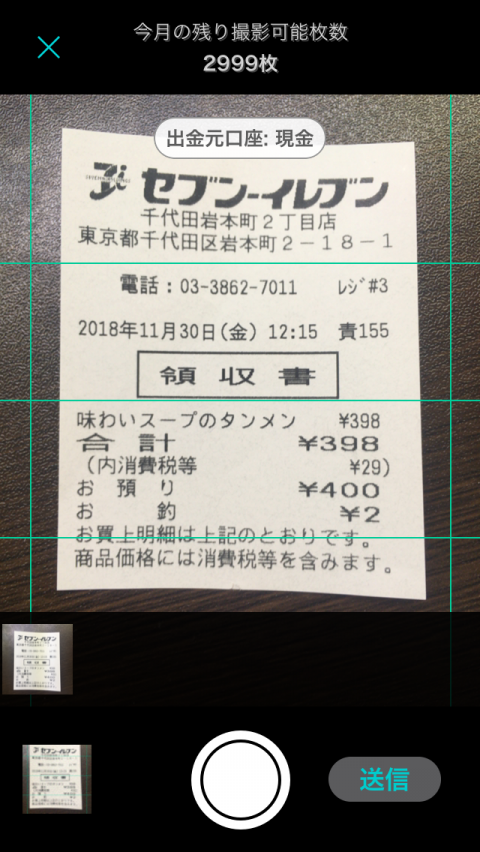 今月の残り撮影可能枚数
2999枚
出金元口座: 現金
セブン-イレブン
千代田岩本町２丁目店
東京都千代田区岩本町２－１８－１
電話：03-3862-7011 ﾚｼﾞ#3
2018年11月30日(金) 12:15 責155
領収書
味わいスープのタンメン ¥398
合計 ¥398
(内消費税等 ¥29)
お預り ¥400
お釣 ¥2
お買上明細は上記のとおりです。
商品価格には消費税等を含みます。
送信